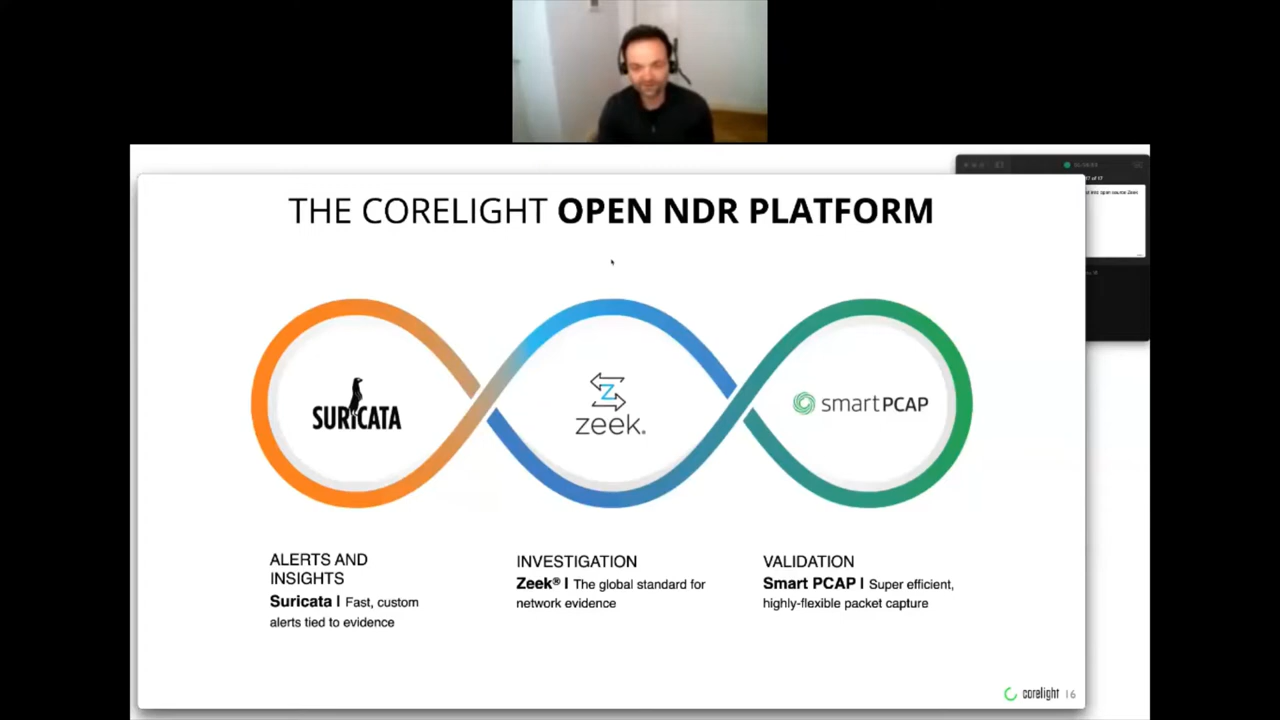 THE CORELIGHT OPEN NDR PLATFORM
SURICATA
Z
zeek.
smartPCAP
ALERTS AND
INSIGHTS
Suricata | Fast, custom
alerts tied to evidence
INVESTIGATION
Zeek® | The global standard for
network evidence
VALIDATION
Smart PCAP | Super efficient,
highly-flexible packet capture
corelight 16